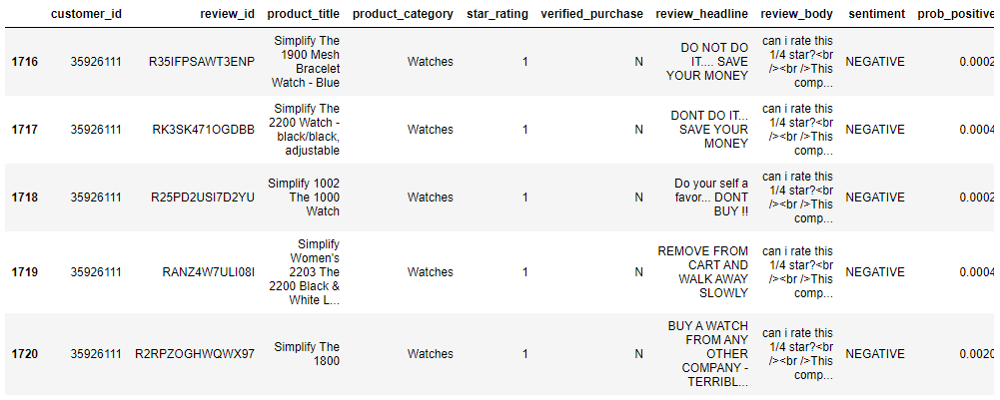 customer_id review_id product_title product_category star_rating verified_purchase review_headline review_body sentiment prob_positive
1716 35926111 R35IFPSAWT3ENP Simplify The 1900 Mesh Bracelet Watch - Blue Watches 1 N DO NOT DO IT.... SAVE YOUR MONEY can i rate this 1/4 star?<br /><br />This comp... NEGATIVE 0.0002
1717 35926111 RK3SK471OGDBB Simplify The 2200 Watch - black/black, adjustable Watches 1 N DONT DO IT... SAVE YOUR MONEY can i rate this 1/4 star?<br /><br />This comp... NEGATIVE 0.0004
1718 35926111 R25PD2USI7D2YU Simplify 1002 The 1000 Watch Watches 1 N Do your self a favor... DONT BUY !! can i rate this 1/4 star?<br /><br />This comp... NEGATIVE 0.0002
1719 35926111 RANZ4W7ULI08I Simplify Women's 2203 The 2200 Black & White L... Watches 1 N REMOVE FROM CART AND WALK AWAY SLOWLY can i rate this 1/4 star?<br /><br />This comp... NEGATIVE 0.0004
1720 35926111 R2RPZOGHWQWX97 Simplify The 1800 Watches 1 N BUY A WATCH FROM ANY OTHER COMPANY - TERRIBL... can i rate this 1/4 star?<br /><br />This comp... NEGATIVE 0.0020